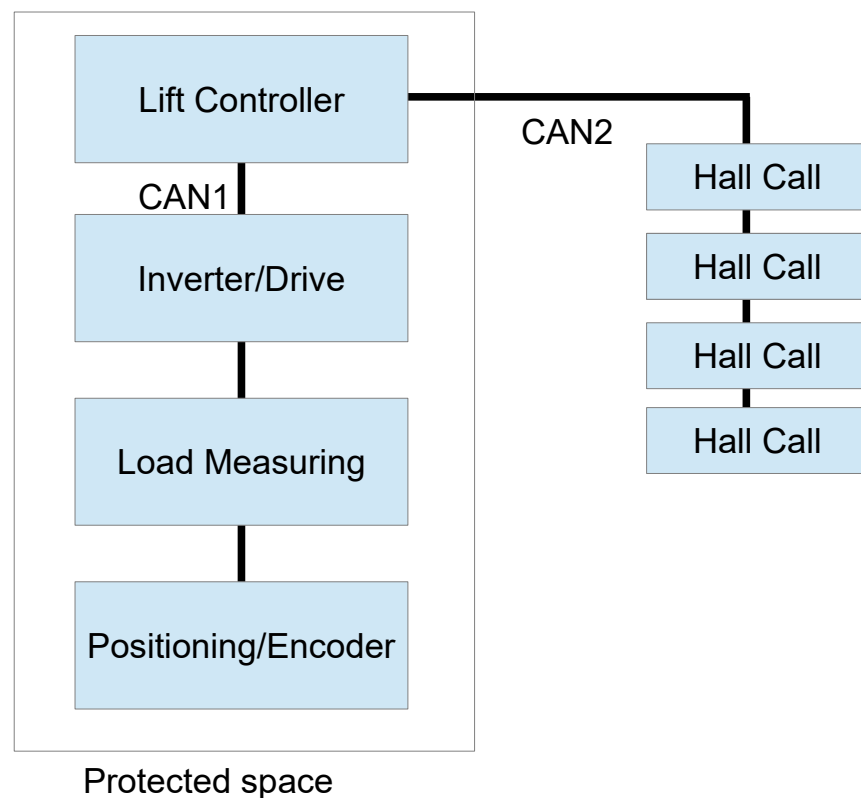 Lift Controller
CAN1
Inverter/Drive
Load Measuring
Positioning/Encoder
Protected space
CAN2
Hall Call
Hall Call
Hall Call
Hall Call